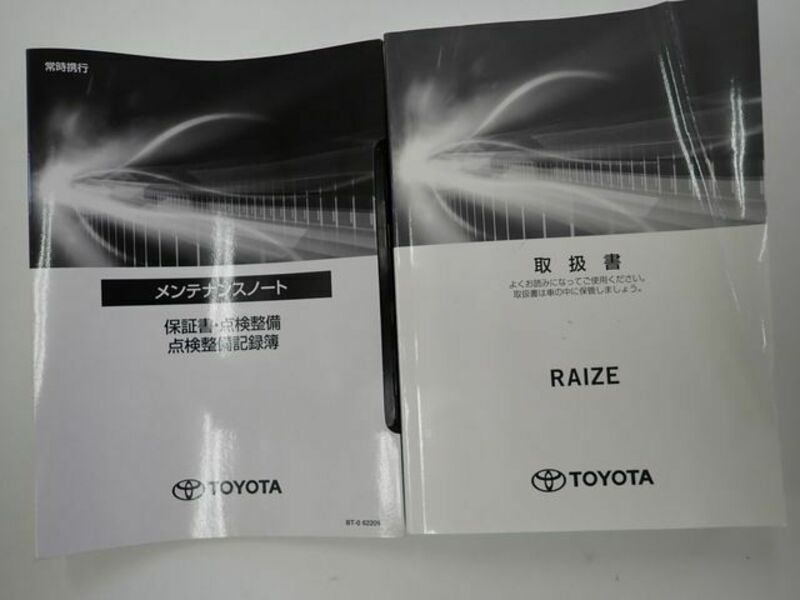 常時携行
メンテナンスノート
保証書・点検整備
点検整備記録簿
TOYOTA
取扱書
よくお読みになってご使用ください。
取扱書は車の中に保管しましょう。
RAIZE
TOYOTA